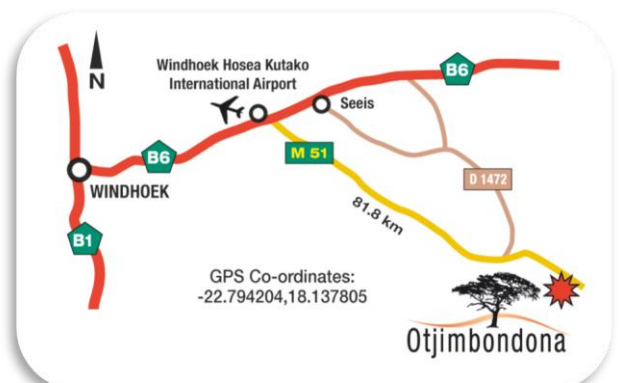 N
Windhoek Hosea Kutako
International Airport
B6
Seeis
B6
M 51
WINDHOEK
D 1472
81.8 km
B1
GPS Co-ordinates:
-22.794204,18.137805
Otjimbondona